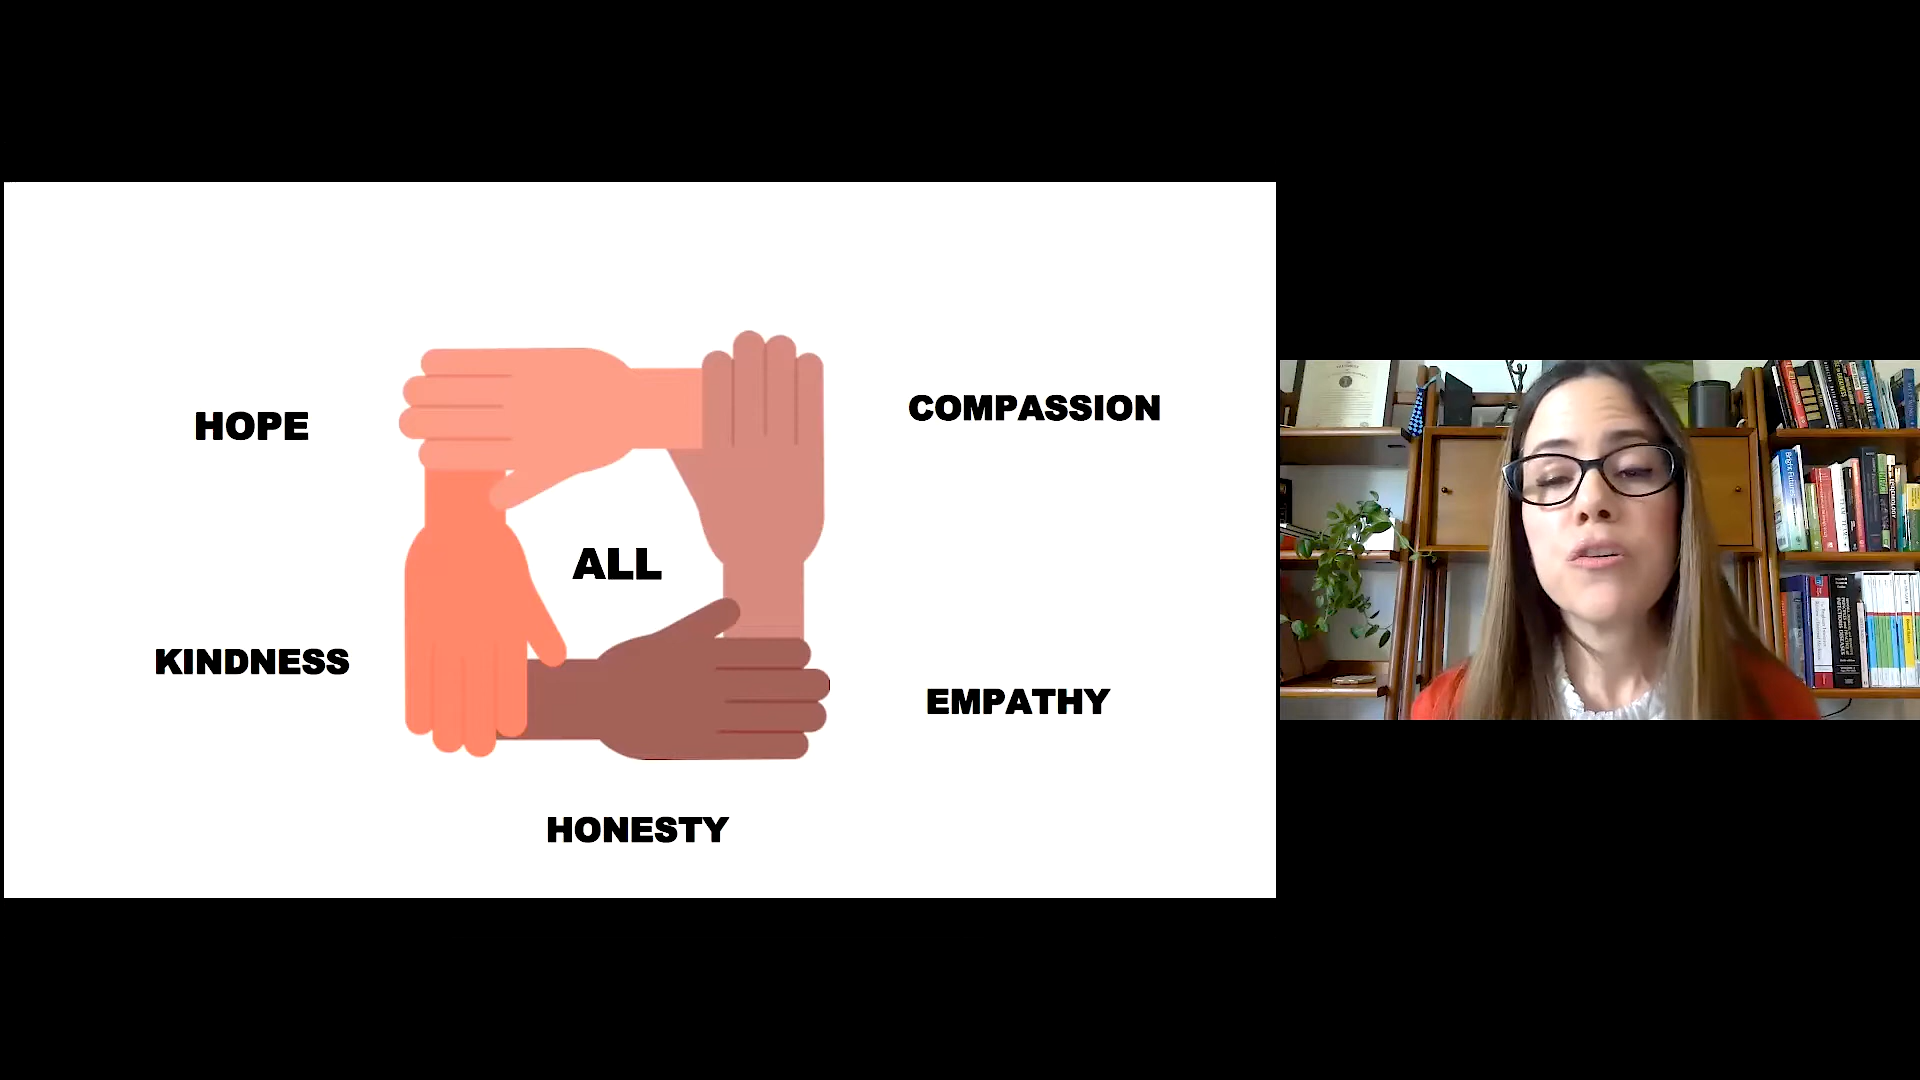 HOPE
COMPASSION
ALL
KINDNESS
EMPATHY
HONESTY